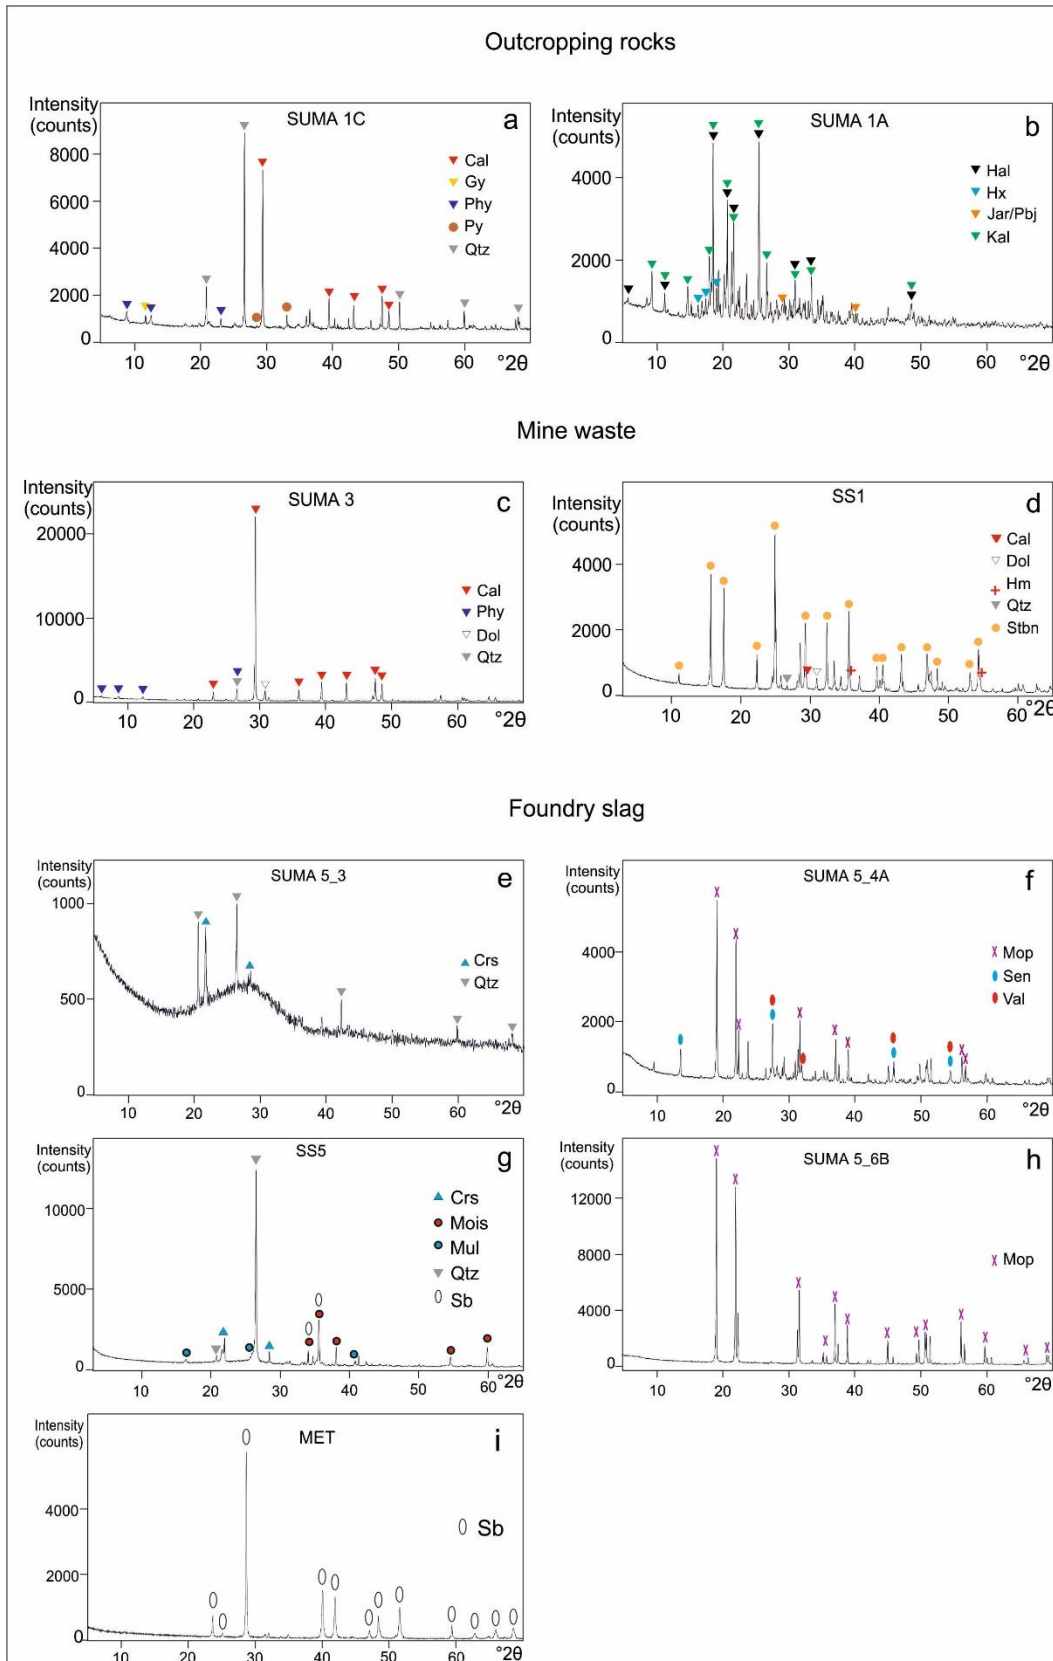 Outcropping rocks
Intensity
(counts)
SUMA 1C
a
8000
6000
4000
2000
0
10
20
30
40
50
60
°2θ
Cal
Gy
Phy
Py
Qtz
Intensity
(counts)
SUMA 1A
b
4000
2000
0
10
20
30
40
50
60
°2θ
Hal
Hx
Jar/Pbj
Kal
Mine waste
Intensity
(counts)
SUMA 3
c
20000
10000
0
10
20
30
40
50
60
°2θ
Cal
Phy
Dol
Qtz
Intensity
(counts)
SS1
d
4000
2000
0
10
20
30
40
50
60
°2θ
Cal
Dol
Hm
Qtz
Stbn
Foundry slag
Intensity
(counts)
SUMA 5_3
e
1000
500
0
10
20
30
40
50
60
°2θ
Crs
Qtz
Intensity
(counts)
SUMA 5_4A
f
4000
2000
0
10
20
30
40
50
60
°2θ
Mop
Sen
Val
Intensity
(counts)
SS5
g
10000
5000
0
10
20
30
40
50
60
°2θ
Crs
Mois
Mul
Qtz
Sb
Intensity
(counts)
SUMA 5_6B
h
12000
8000
4000
0
10
20
30
40
50
60
°2θ
Mop
Intensity
(counts)
MET
i
4000
2000
0
10
20
30
40
50
60
°2θ
Sb